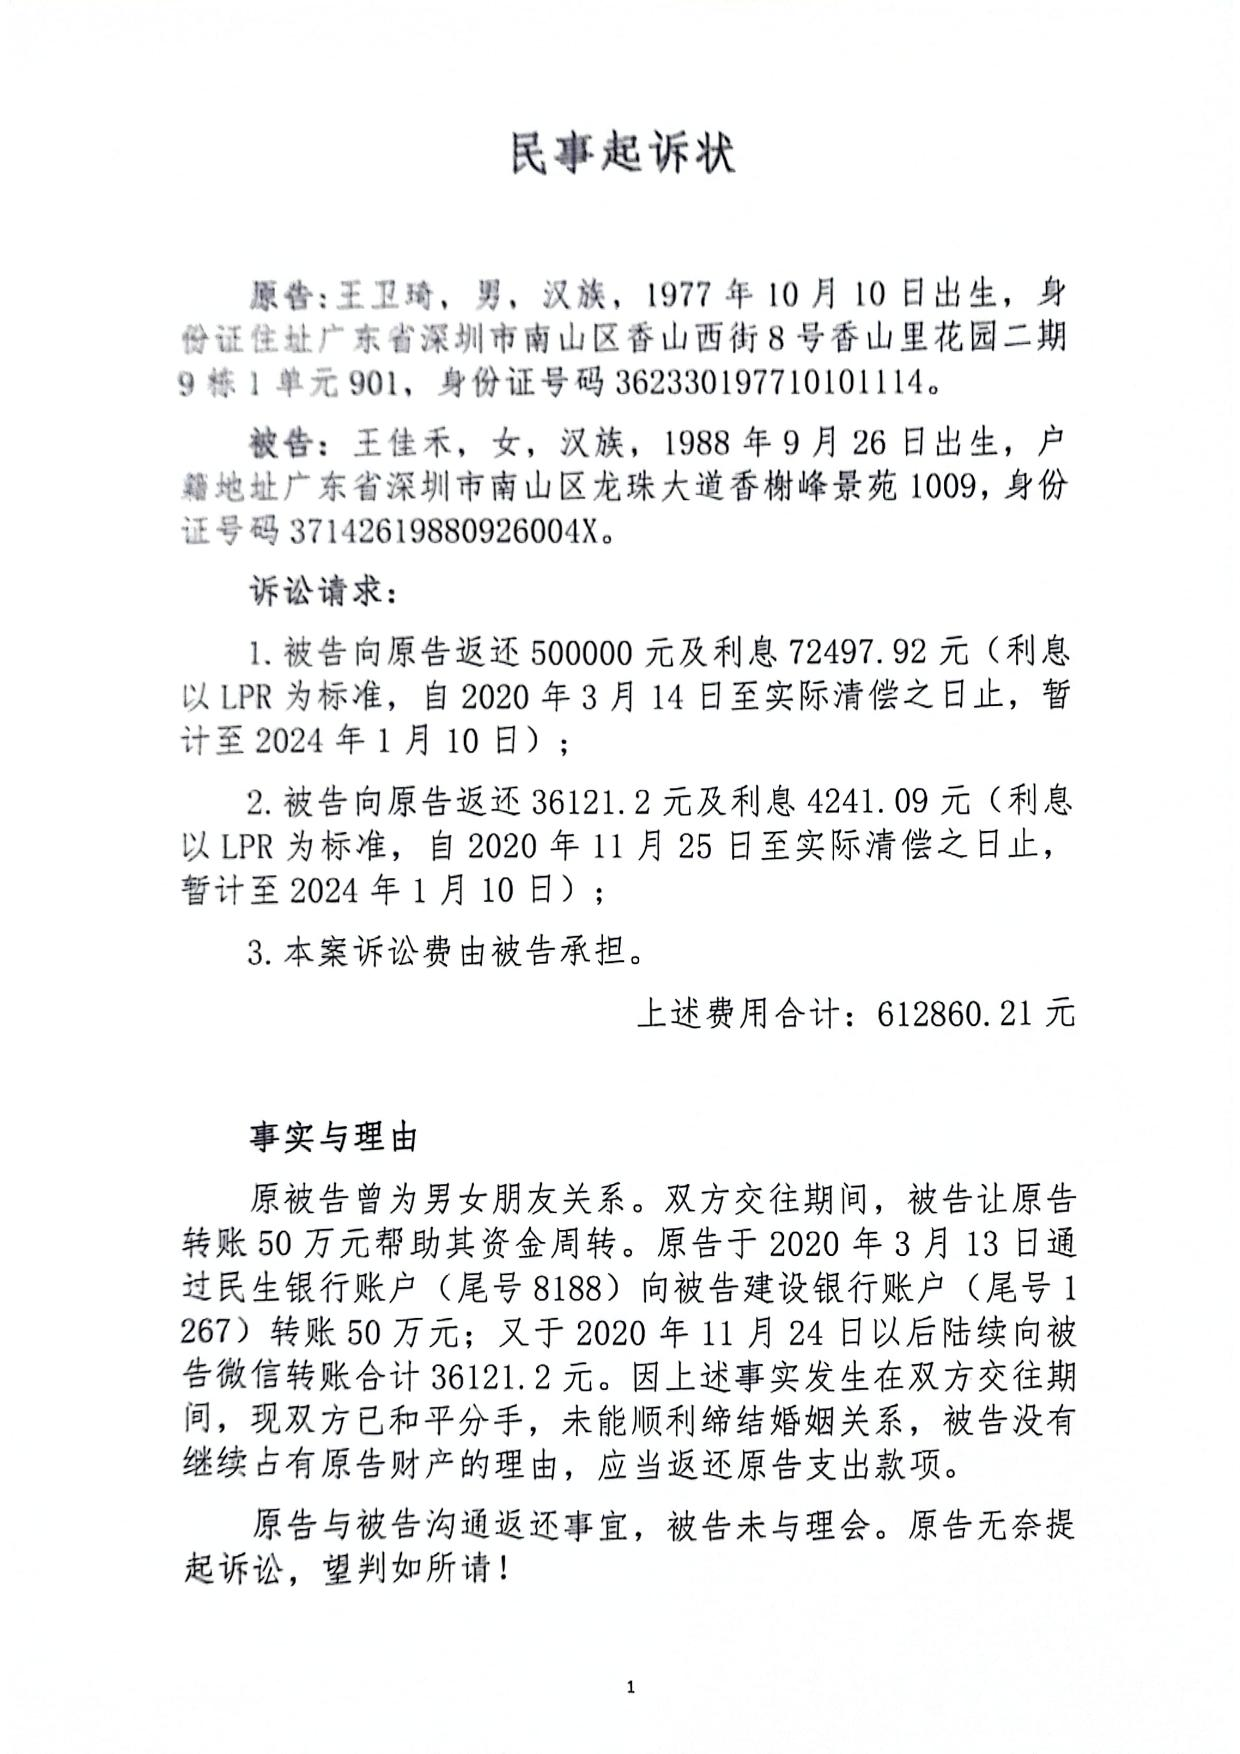 民事起诉状
原告:王卫琦，男，汉族，1977年10月10日出生，身
份证住址广东省深圳市南山区香山西街8号香山里花园二期
9栋1单元901，身份证号码362330197710101114。
被告：王佳禾，女，汉族，1988年9月26日出生，户
籍地址广东省深圳市南山区龙珠大道香榭峰景苑1009，身份
证号码37142619880926004X。
诉讼请求：
1.被告向原告返还500000元及利息72497.92元（利息
以LPR为标准，自2020年3月14日至实际清偿之日止，暂
计至2024年1月10日）；
2.被告向原告返还36121.2元及利息4241.09元（利息
以LPR为标准，自2020年11月25日至实际清偿之日止，
暂计至2024年1月10日）；
3.本案诉讼费由被告承担。
上述费用合计：612860.21元
事实与理由
原被告曾为男女朋友关系。双方交往期间，被告让原告
转账50万元帮助其资金周转。原告于2020年3月13日通
过民生银行账户（尾号8188）向被告建设银行账户（尾号1
267）转账50万元；又于2020年11月24日以后陆续向被
告微信转账合计36121.2元。因上述事实发生在双方交往期
间，现双方已和平分手，未能顺利缔结婚姻关系，被告没有
继续占有原告财产的理由，应当返还原告支出款项。
原告与被告沟通返还事宜，被告未与理会。原告无奈提
起诉讼，望判如所请！
1